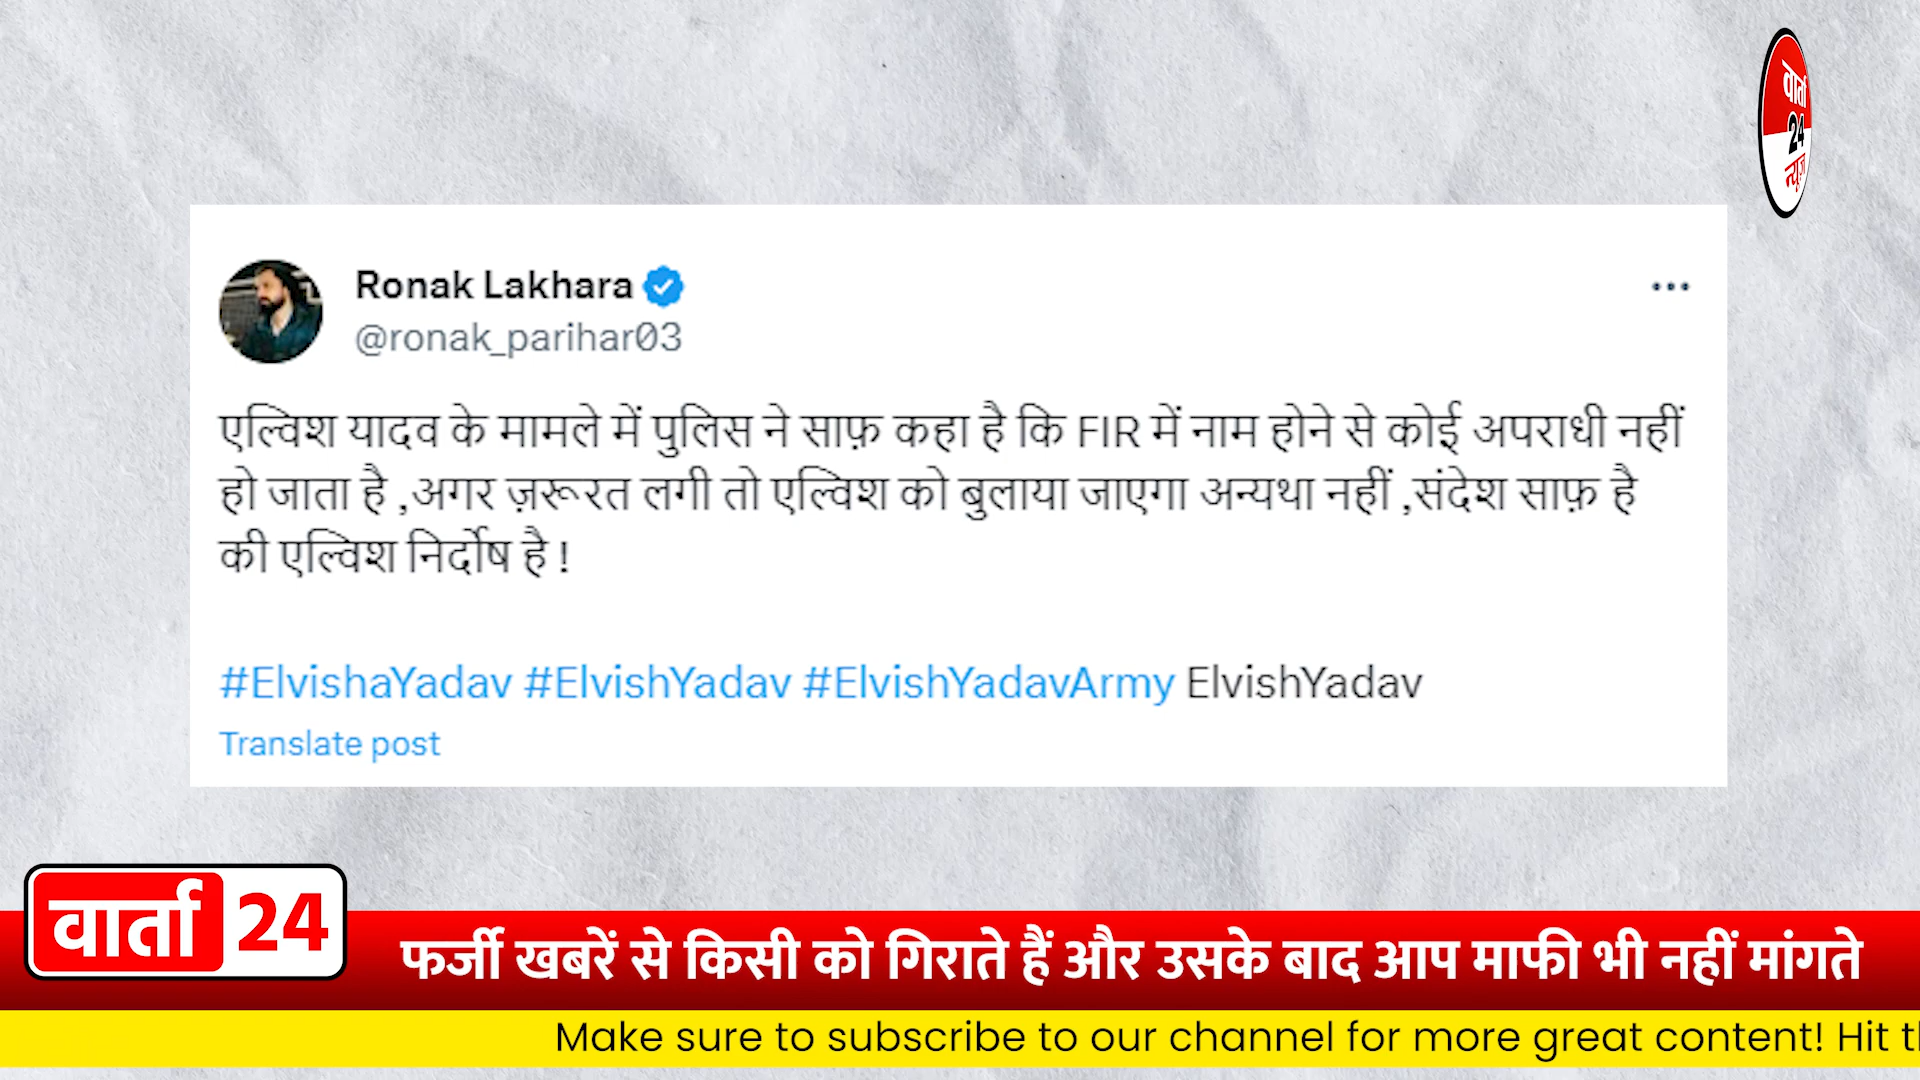 वार्ता
24
न्यूज़
Ronak Lakhara
@ronak_parihar03
एल्विश यादव के मामले में पुलिस ने साफ़ कहा है कि FIR में नाम होने से कोई अपराधी नहीं
हो जाता है ,अगर ज़रूरत लगी तो एल्विश को बुलाया जाएगा अन्यथा नहीं ,संदेश साफ़ है
की एल्विश निर्दोष है !
#ElvishaYadav #ElvishYadav #ElvishYadavArmy ElvishYadav
Translate post
वार्ता 24
फर्जी खबरें से किसी को गिराते हैं और उसके बाद आप माफी भी नहीं मांगते
Make sure to subscribe to our channel for more great content! Hit